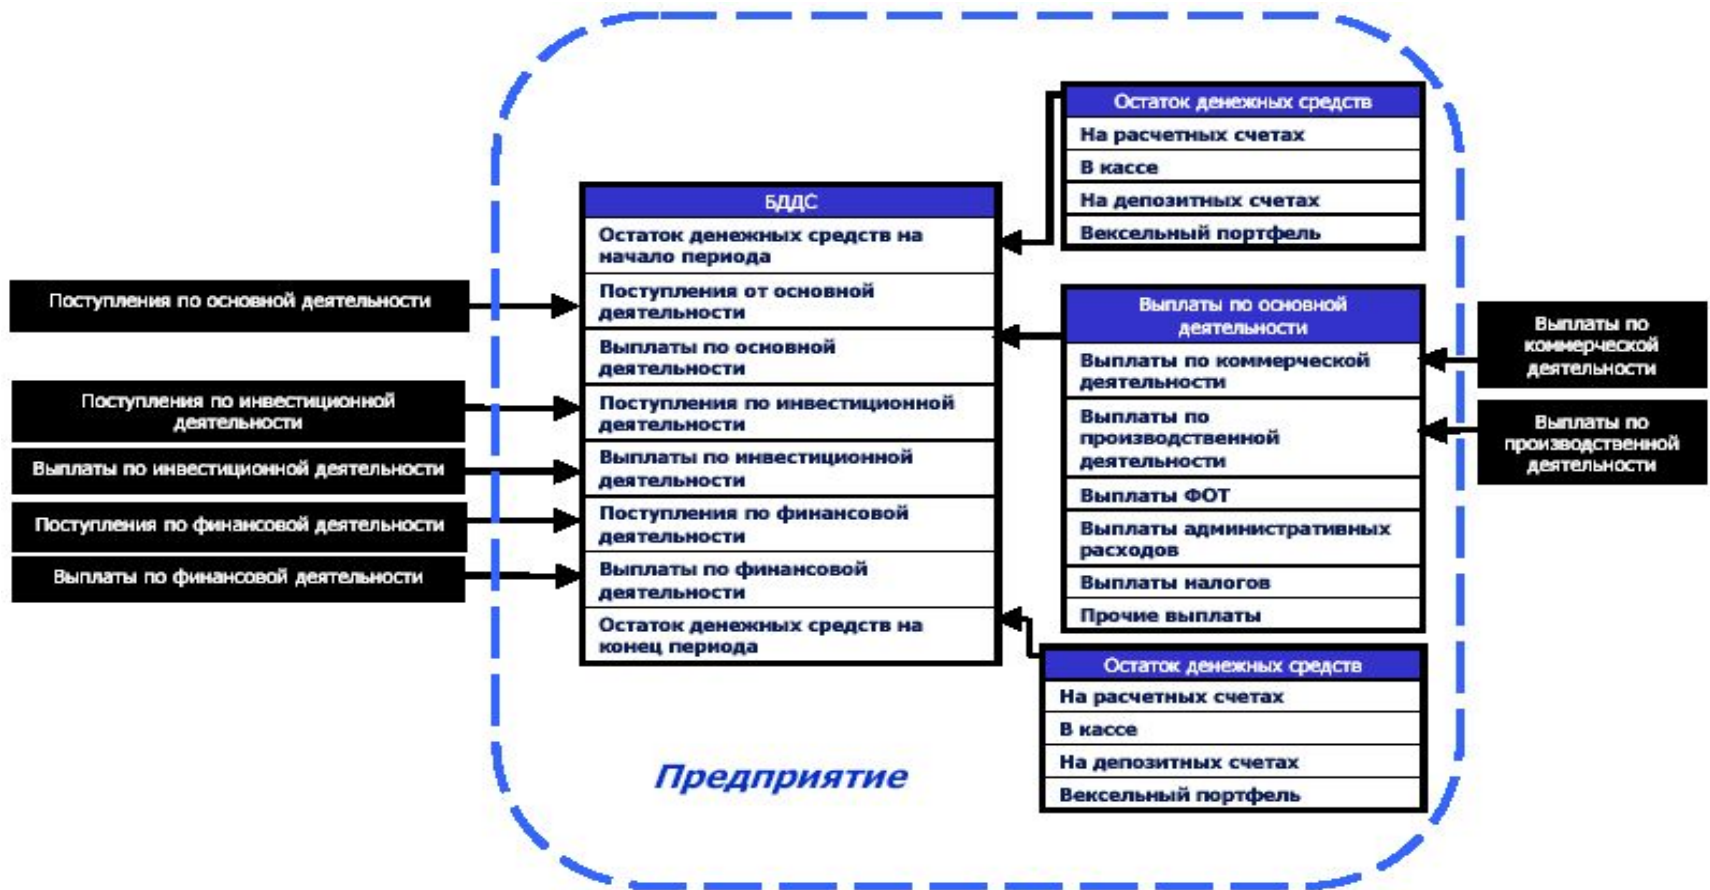 Поступления по основной деятельности
Поступления по инвестиционной
деятельности
Выплаты по инвестиционной деятельности
Поступления по финансовой деятельности
Выплаты по финансовой деятельности
БДДС
Остаток денежных средств на
начало периода
Поступления от основной
деятельности
Выплаты по основной
деятельности
Поступления по инвестиционной
деятельности
Выплаты по инвестиционной
деятельности
Поступления по финансовой
деятельности
Выплаты по финансовой
деятельности
Остаток денежных средств на
конец периода
Предприятие
Остаток денежных средств
На расчетных счетах
В кассе
На депозитных счетах
Вексельный портфель
Выплаты по основной
деятельности
Выплаты по коммерческой
деятельности
Выплаты по
производственной
деятельности
Выплаты ФОТ
Выплаты административных
расходов
Выплаты налогов
Прочие выплаты
Остаток денежных средств
На расчетных счетах
В кассе
На депозитных счетах
Вексельный портфель
Выплаты по
коммерческой
деятельности
Выплаты по
производственной
деятельности